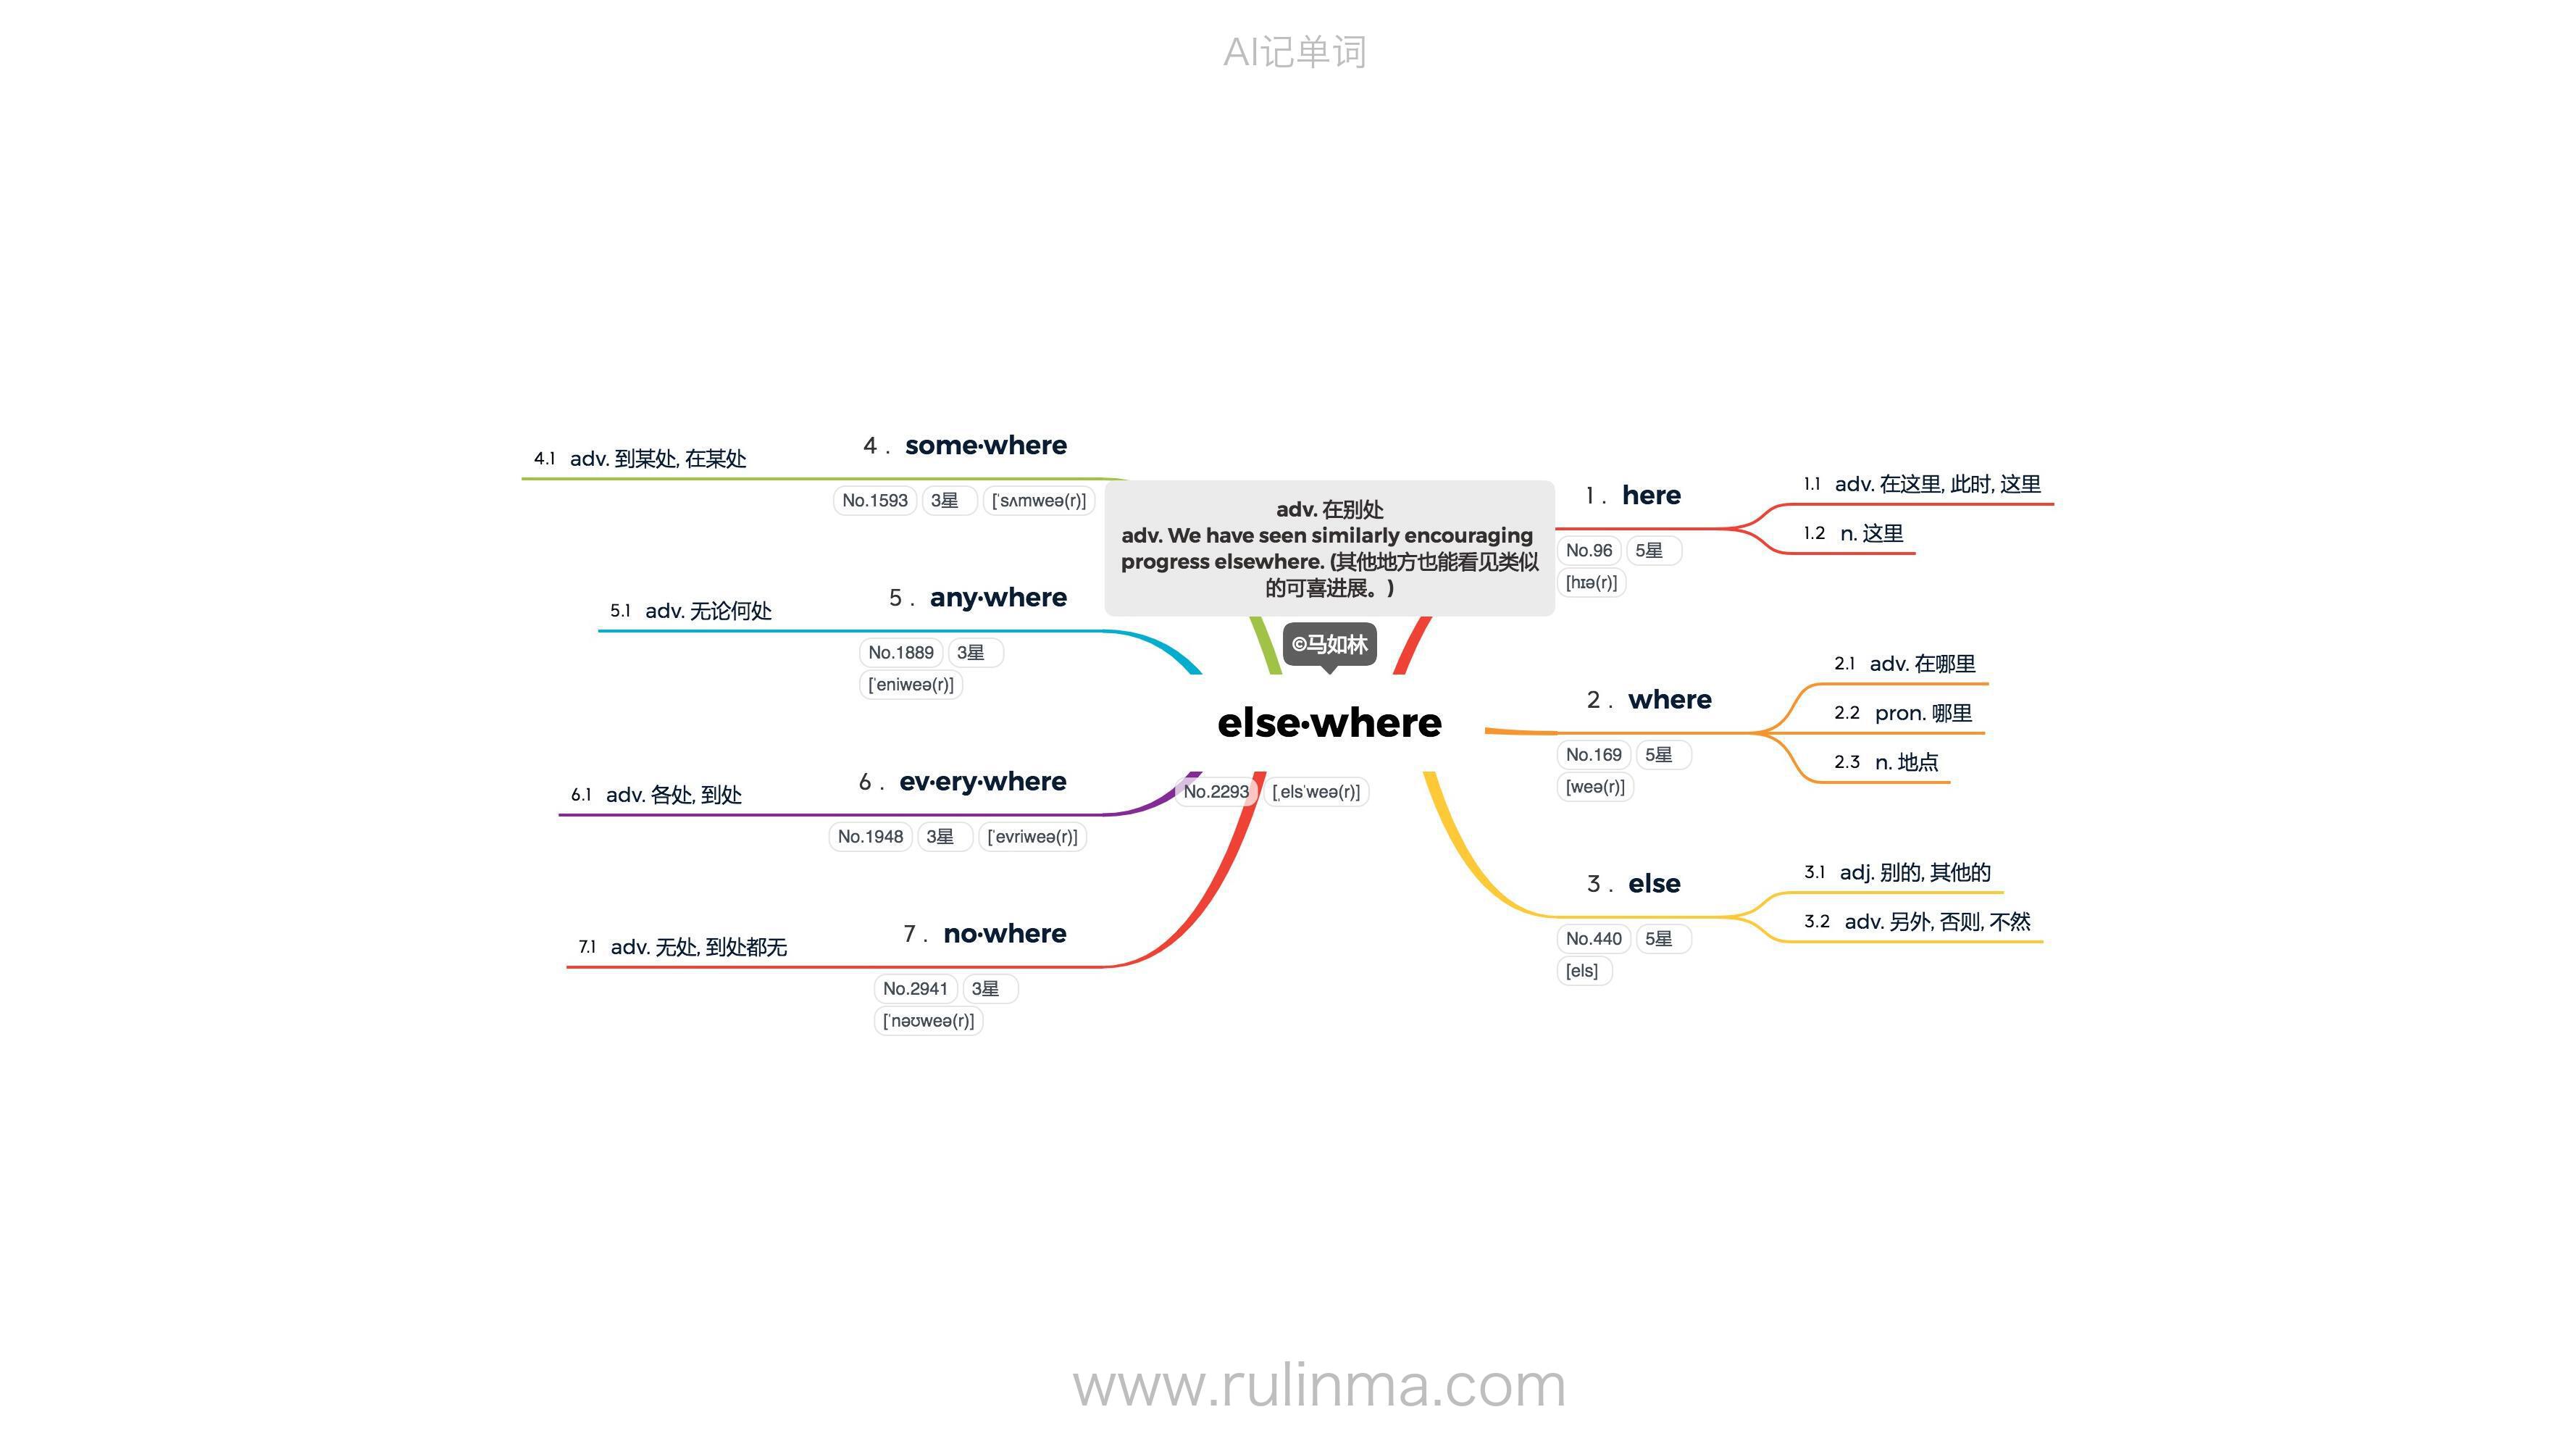 AI记单词
adv. 在别处
adv. We have seen similarly encouraging
progress elsewhere. (其他地方也能看见类似
的可喜进展。)
©马如林
else·where
No.2293 [ˌelsˈweə(r)]
1 . here
No.96 5星
[hɪə(r)]
1.1 adv. 在这里, 此时, 这里
1.2 n. 这里
2 . where
No.169 5星
[weə(r)]
2.1 adv. 在哪里
2.2 pron. 哪里
2.3 n. 地点
3 . else
No.440 5星
[els]
3.1 adj. 别的, 其他的
3.2 adv. 另外, 否则, 不然
4 . some·where
No.1593 3星 [ˈsʌmweə(r)]
4.1 adv. 到某处, 在某处
5 . any·where
No.1889 3星
[ˈeniweə(r)]
5.1 adv. 无论何处
6 . ev·ery·where
No.1948 3星 [ˈevriweə(r)]
6.1 adv. 各处, 到处
7 . no·where
No.2941 3星
[ˈnəʊweə(r)]
7.1 adv. 无处, 到处都无
www.rulinma.com